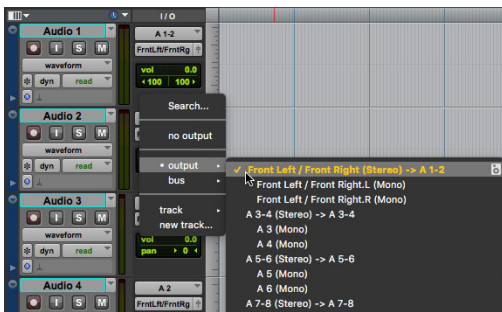 I / O
Audio 1
A 1-2
I S M
FrntLft/FrntRg
waveform
vol 0.0
dyn read
100 100
Audio 2
Search...
I S M
no output
waveform
dyn read
• output
✓ Front Left / Front Right (Stereo) -> A 1-2
bus
Front Left / Front Right.L (Mono)
Audio 3
Front Left / Front Right.R (Mono)
track
A 3-4 (Stereo) -> A 3-4
I S M
new track...
A 3 (Mono)
waveform
vol 0.0
A 4 (Mono)
dyn read
pan 0
A 5-6 (Stereo) -> A 5-6
A 5 (Mono)
Audio 4
A 2
A 6 (Mono)
I S M
FrntLft/FrntRg
A 7-8 (Stereo) -> A 7-8